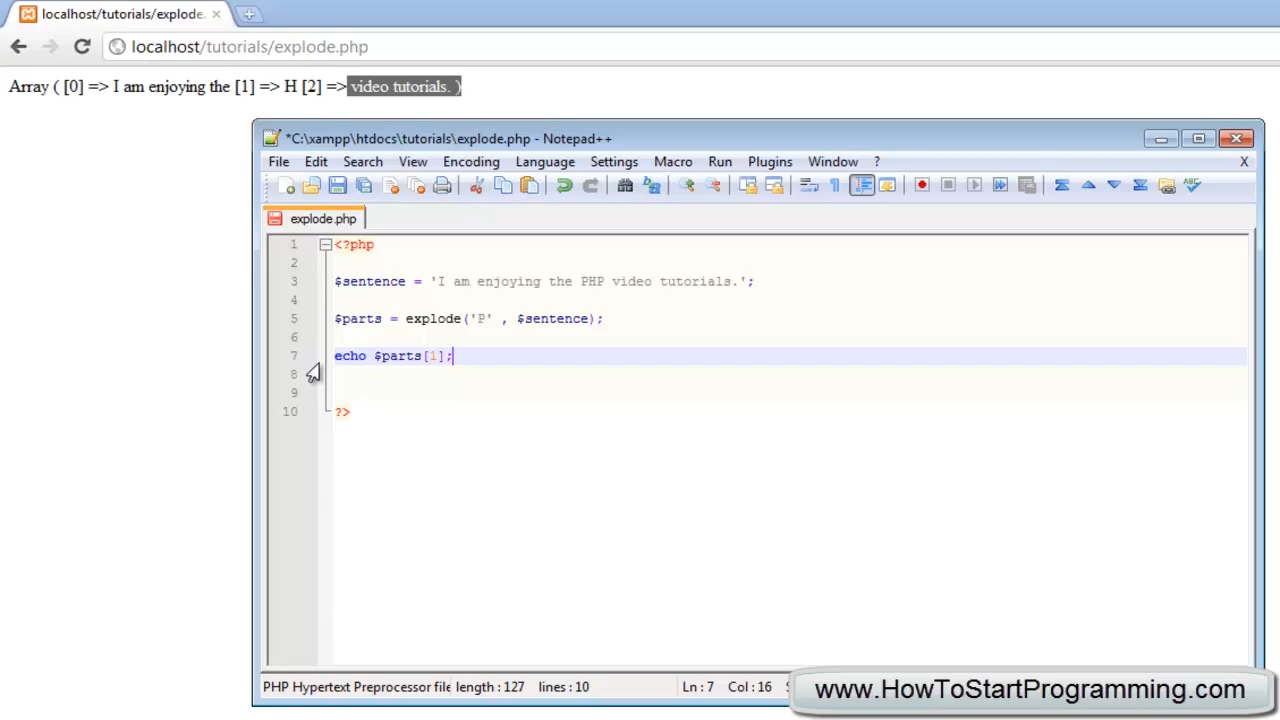 localhost/tutorials/explode.
localhost/tutorials/explode.php
Array ( [0] => I am enjoying the [1] => H [2] => video tutorials. )
*C:\xampp\htdocs\tutorials\explode.php - Notepad++
File Edit Search View Encoding Language Settings Macro Run Plugins Window ? X
explode.php
1 <?php
2
3 $sentence = 'I am enjoying the PHP video tutorials.';
4
5 $parts = explode('P' , $sentence);
6
7 echo $parts[1];
8
9
10 ?>
PHP Hypertext Preprocessor file length : 127 lines : 10 Ln : 7 Col : 16
www.HowToStartProgramming.com